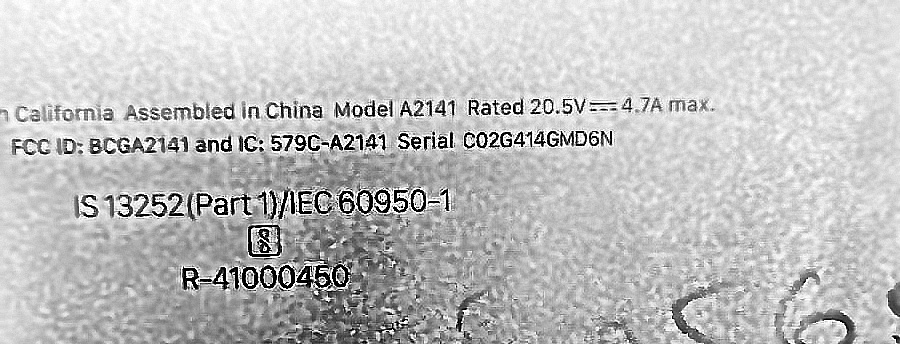 California Assembled in China Model A2141 Rated 20.5V⎓4.7A max.
FCC ID: BCGA2141 and IC: 579C-A2141 Serial C02G414GMD6N
IS 13252(Part 1)/IEC 60950-1
R-41000450